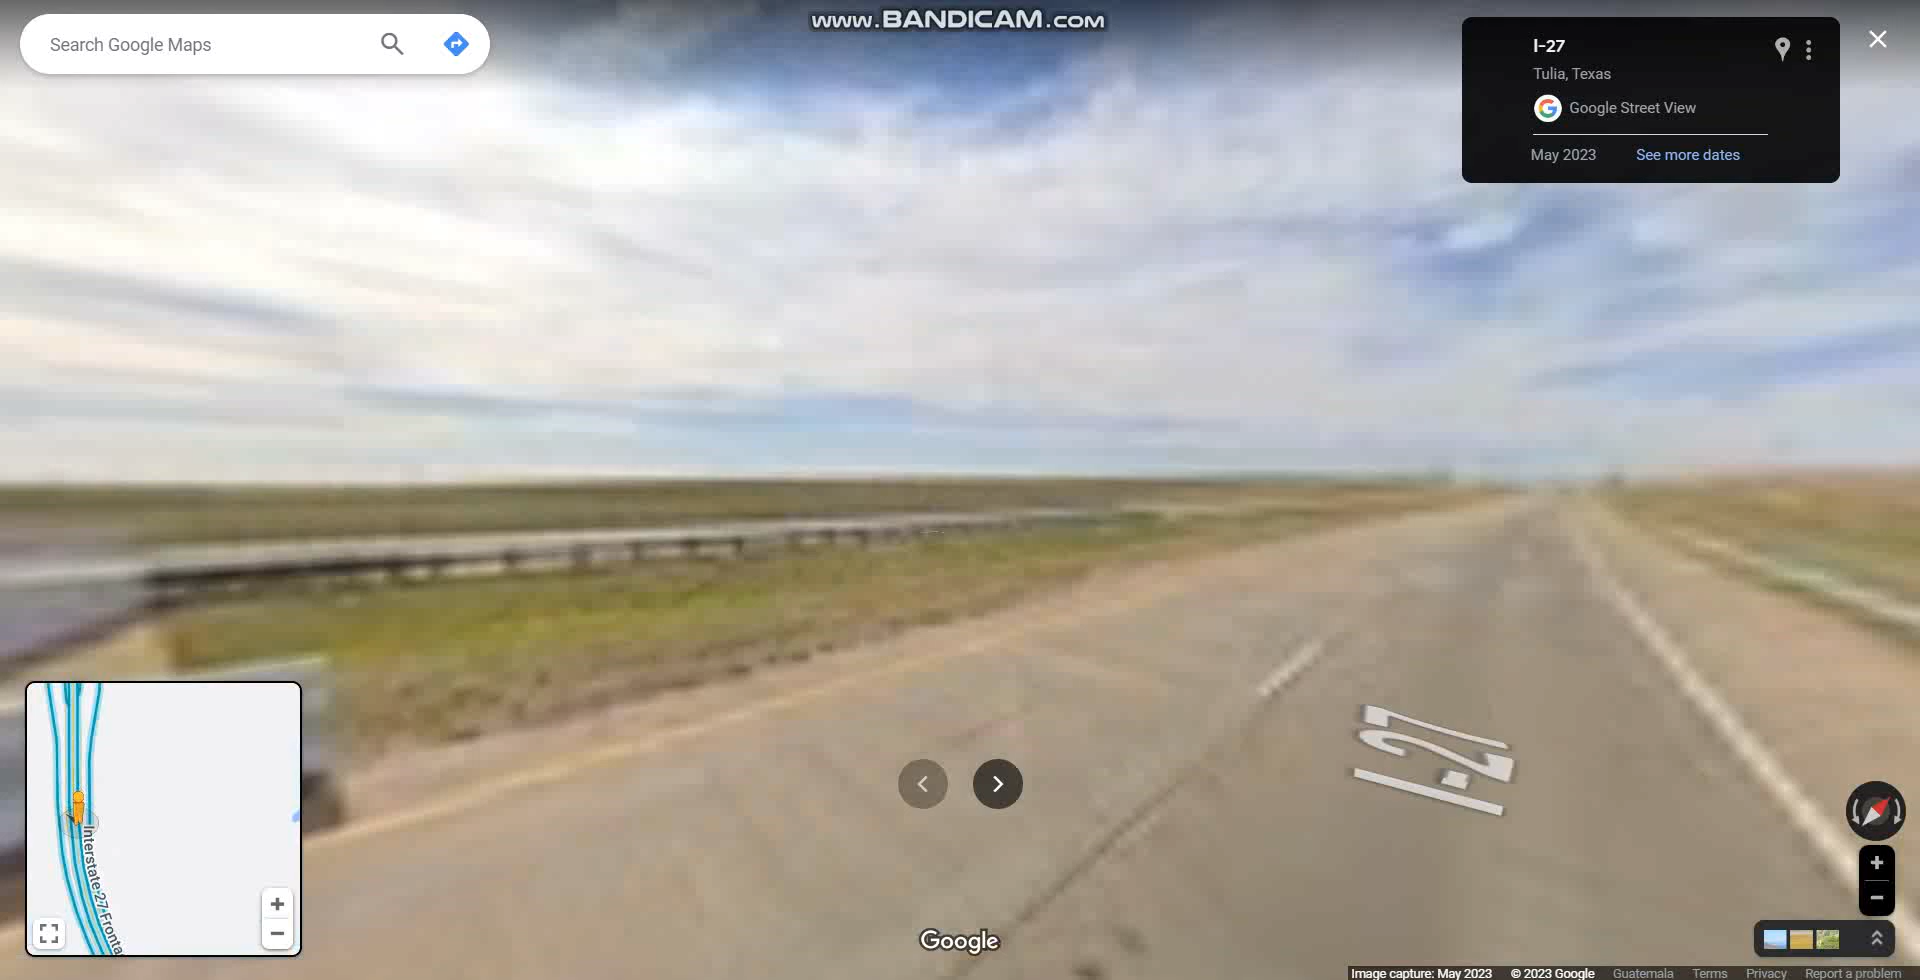 www.BANDICAM.com
Search Google Maps
I-27
Tulia, Texas
Google Street View
May 2023 See more dates
I-27
Interstate 27 Fronta
Google
Image capture: May 2023 © 2023 Google Guatemala Terms Privacy Report a problem